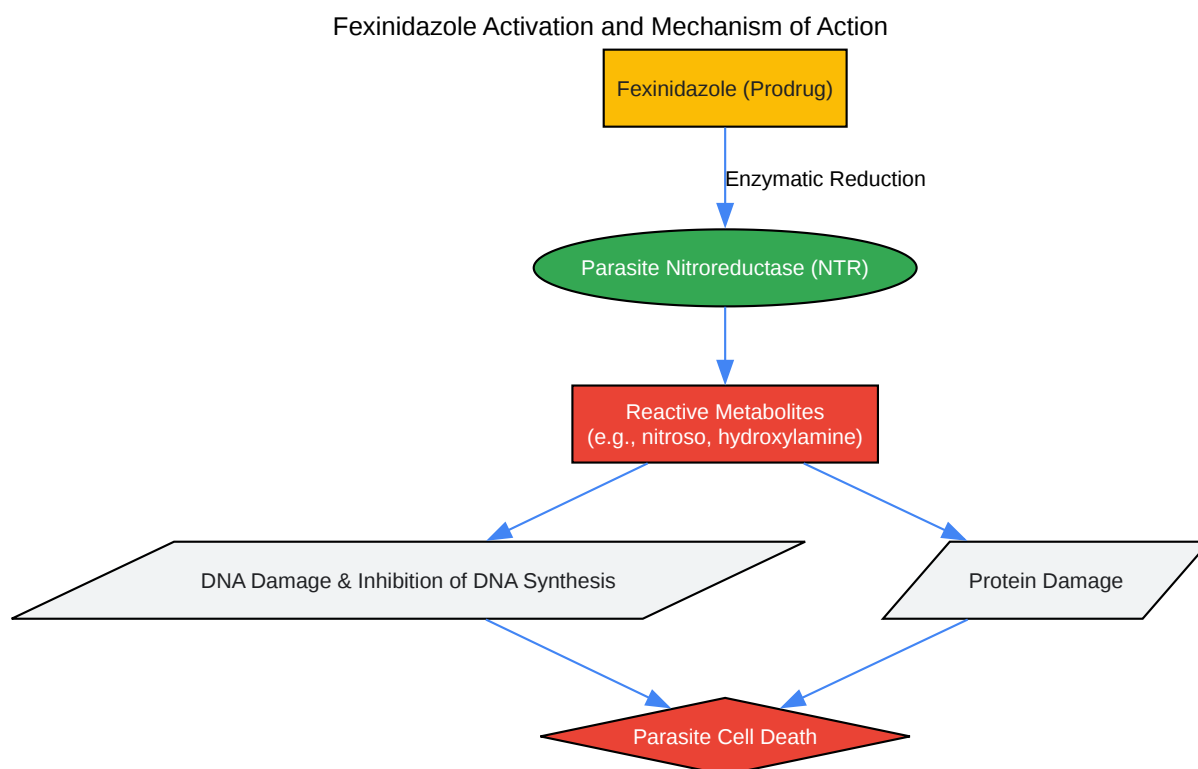 Fexinidazole Activation and Mechanism of Action
Fexinidazole (Prodrug)
Enzymatic Reduction
Parasite Nitroreductase (NTR)
Reactive Metabolites
(e.g., nitroso, hydroxylamine)
DNA Damage & Inhibition of DNA Synthesis
Protein Damage
Parasite Cell Death